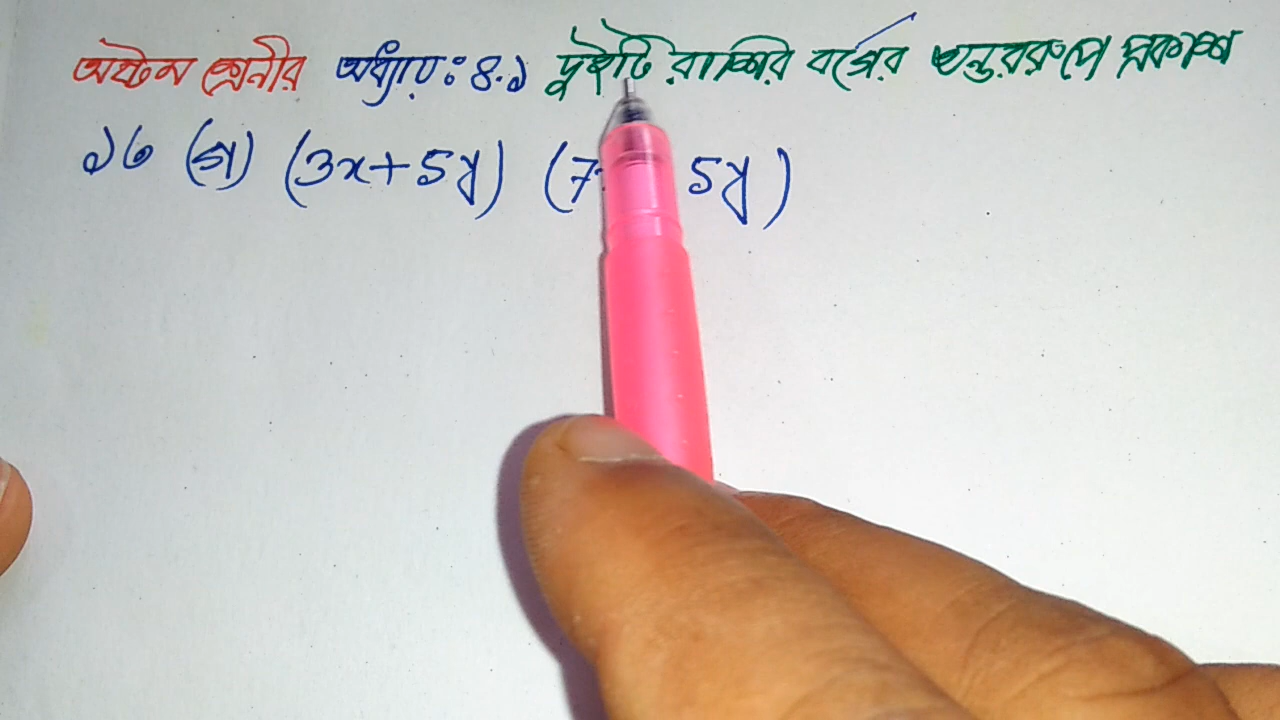 অষ্টম শ্রেনীর অধ্যায়ঃ ৪.১ দুইটি রাশির বর্গের অন্তররুপে প্রকাশ
১৬ (গ) (3x+5y) (7 5y)